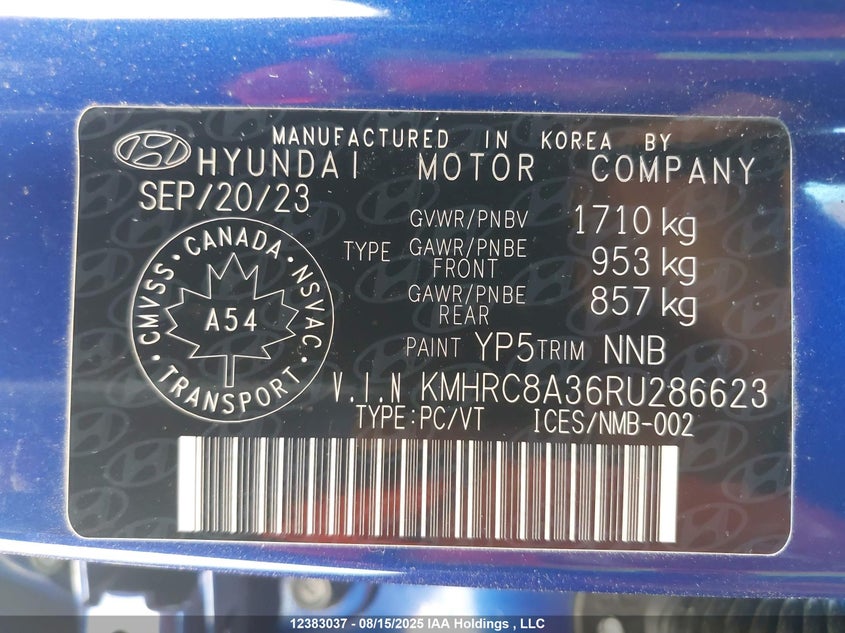 MANUFACTURED IN KOREA BY
HYUNDAI MOTOR COMPANY
SEP/20/23
GVWR/PNBV 1710 kg
TYPE GAWR/PNBE FRONT 953 kg
GAWR/PNBE REAR 857 kg
CANADA · NSVAC · TRANSPORT · CMVSS ·
A54
PAINT YP5 TRIM NNB
V.I.N KMHRC8A36RU286623
TYPE:PC/VT ICES/NMB-002
12383037 - 08/15/2025 IAA Holdings , LLC